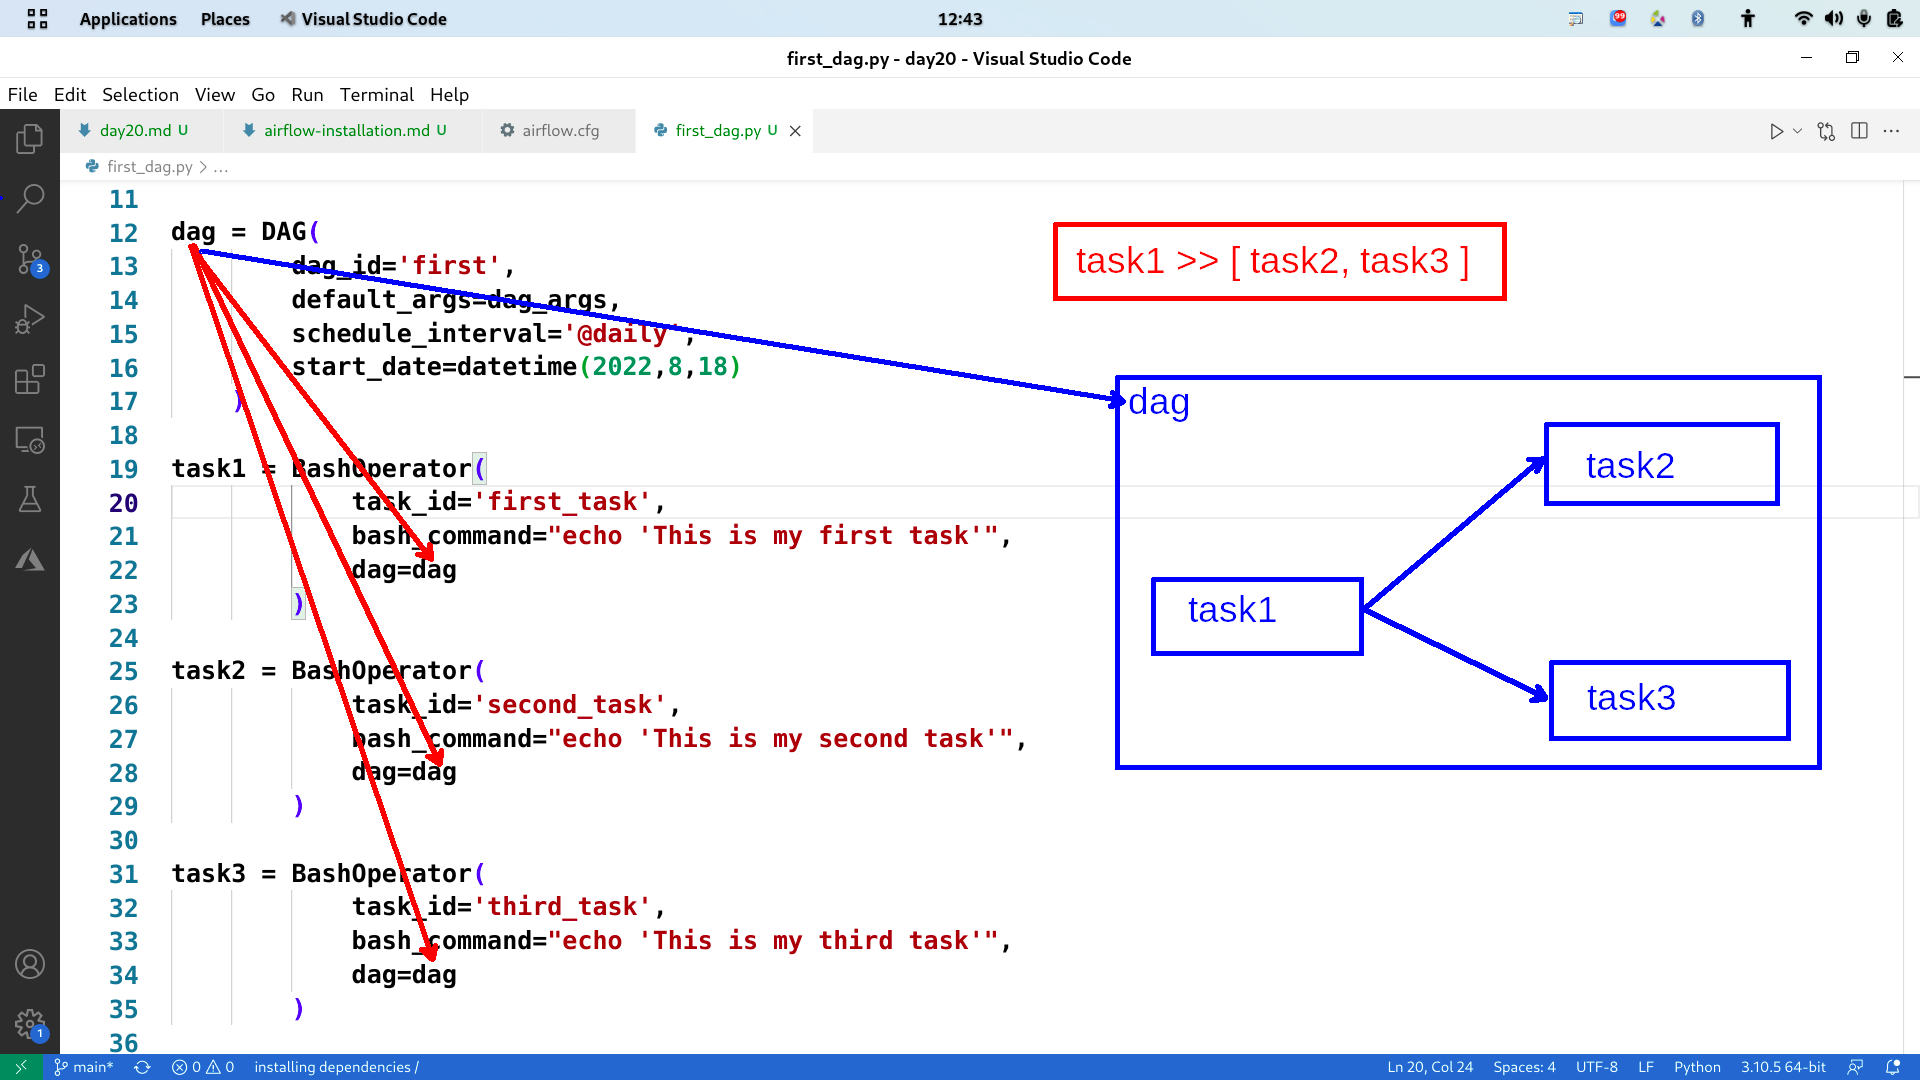 Applications Places Visual Studio Code 12:43 99
first_dag.py - day20 - Visual Studio Code
File Edit Selection View Go Run Terminal Help
day20.md U airflow-installation.md U airflow.cfg first_dag.py U
first_dag.py > ...
3
1
11
12 dag = DAG(
13 dag_id='first',
14 default_args=dag_args,
15 schedule_interval='@daily',
16 start_date=datetime(2022,8,18)
17 )
18
19 task1 = BashOperator(
20 task_id='first_task',
21 bash_command="echo 'This is my first task'",
22 dag=dag
23 )
24
25 task2 = BashOperator(
26 task_id='second_task',
27 bash_command="echo 'This is my second task'",
28 dag=dag
29 )
30
31 task3 = BashOperator(
32 task_id='third_task',
33 bash_command="echo 'This is my third task'",
34 dag=dag
35 )
36
task1 >> [ task2, task3 ]
dag
task2
task1
task3
main* 0 0 installing dependencies / Ln 20, Col 24 Spaces: 4 UTF-8 LF Python 3.10.5 64-bit